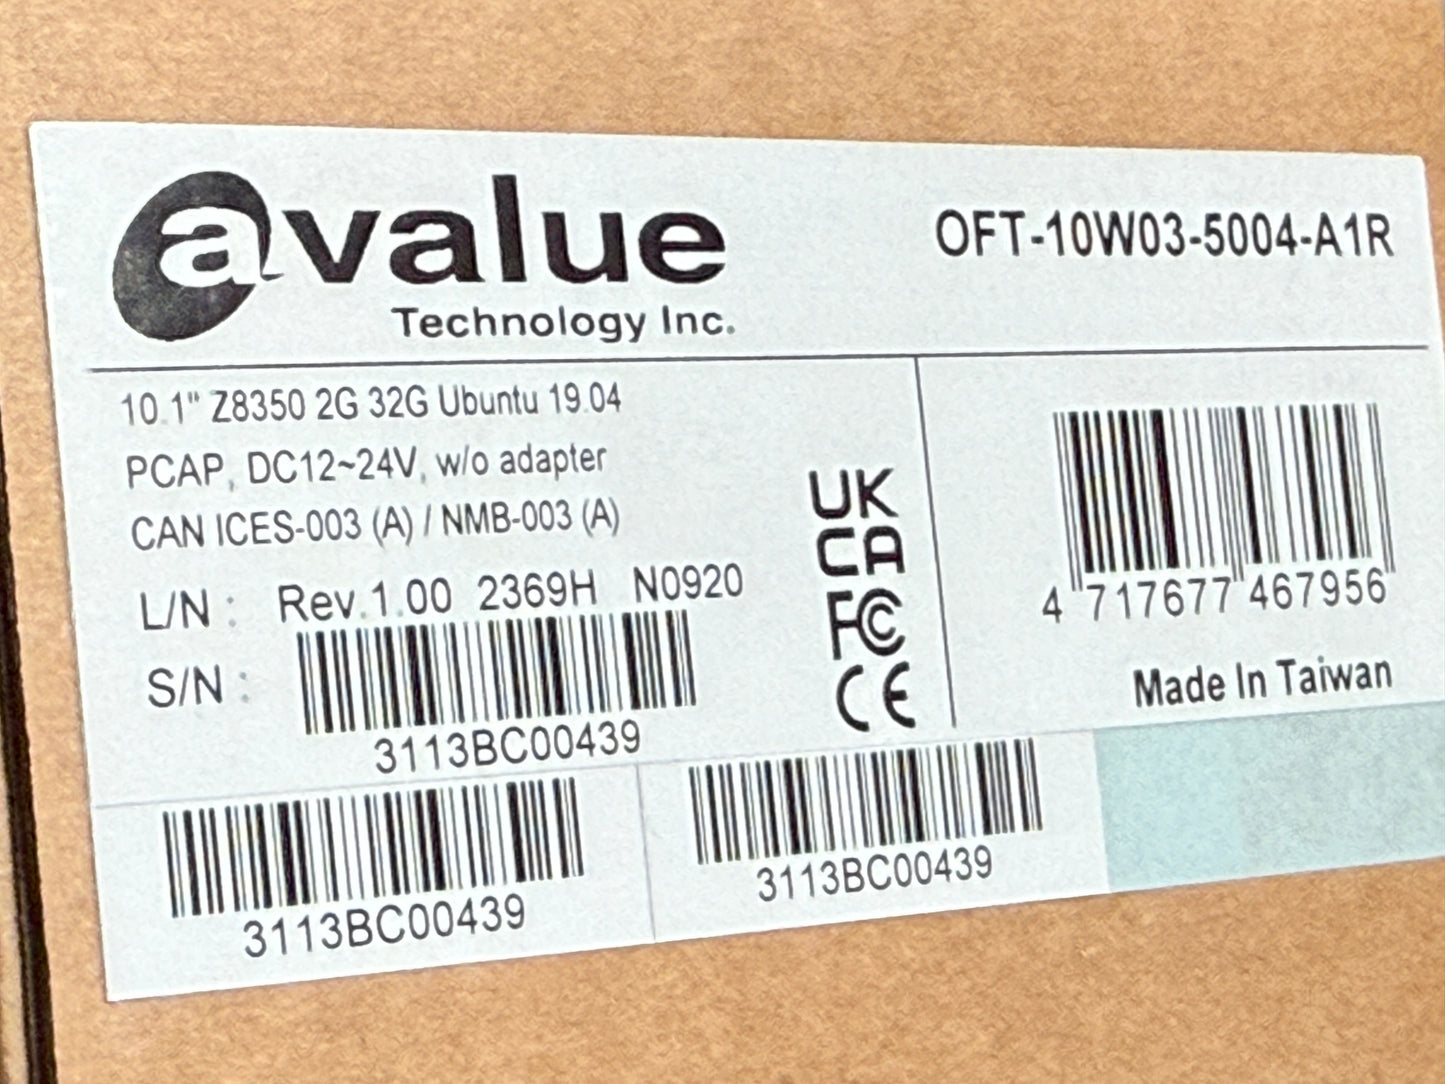 avalue
Technology Inc.
OFT-10W03-5004-A1R
10.1" Z8350 2G 32G Ubuntu 19.04
PCAP, DC12~24V, w/o adapter
CAN ICES-003 (A) / NMB-003 (A)
L/N : Rev.1.00 2369H N0920
S/N :
3113BC00439
UK
CA
FC
CE
4 717677 467956
Made In Taiwan
3113BC00439
3113BC00439